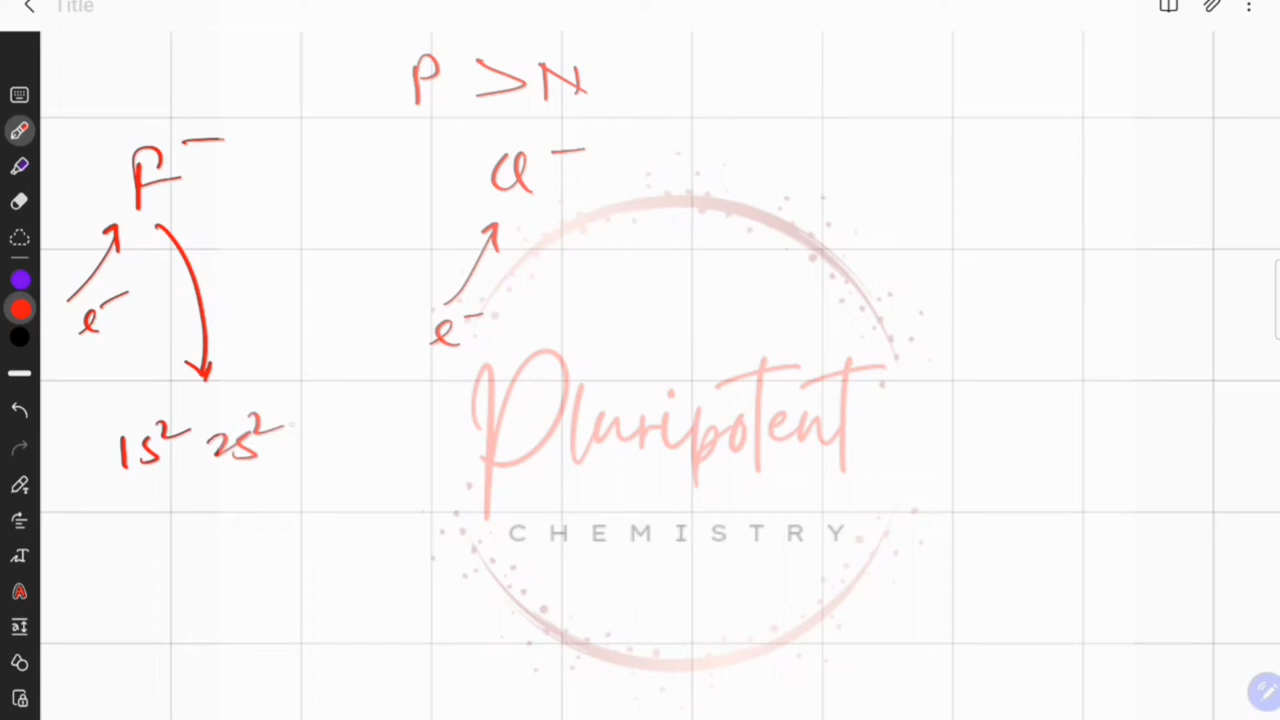 Title
P > N
F⁻
Cl⁻
e⁻
e⁻
1s² 2s²
Pluripotent
CHEMISTRY